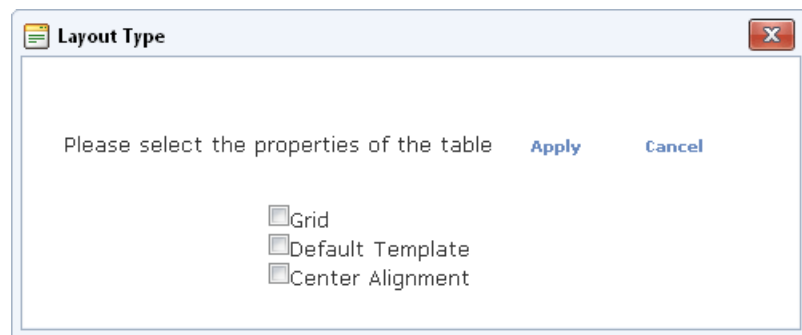 Layout Type
Please select the properties of the table Apply Cancel
Grid
Default Template
Center Alignment